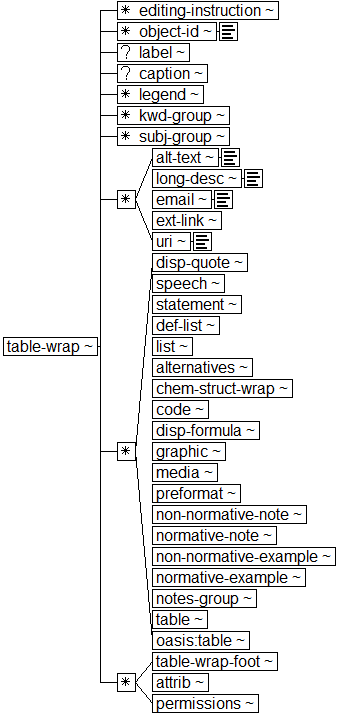 * editing-instruction ~
* object-id ~
? label ~
? caption ~
* legend ~
* kwd-group ~
* subj-group ~
alt-text ~
long-desc ~
* email ~
ext-link ~
uri ~
disp-quote ~
speech ~
statement ~
def-list ~
table-wrap ~ list ~
alternatives ~
chem-struct-wrap ~
code ~
disp-formula ~
* graphic ~
media ~
preformat ~
non-normative-note ~
normative-note ~
non-normative-example ~
normative-example ~
notes-group ~
table ~
oasis:table ~
table-wrap-foot ~
* attrib ~
permissions ~